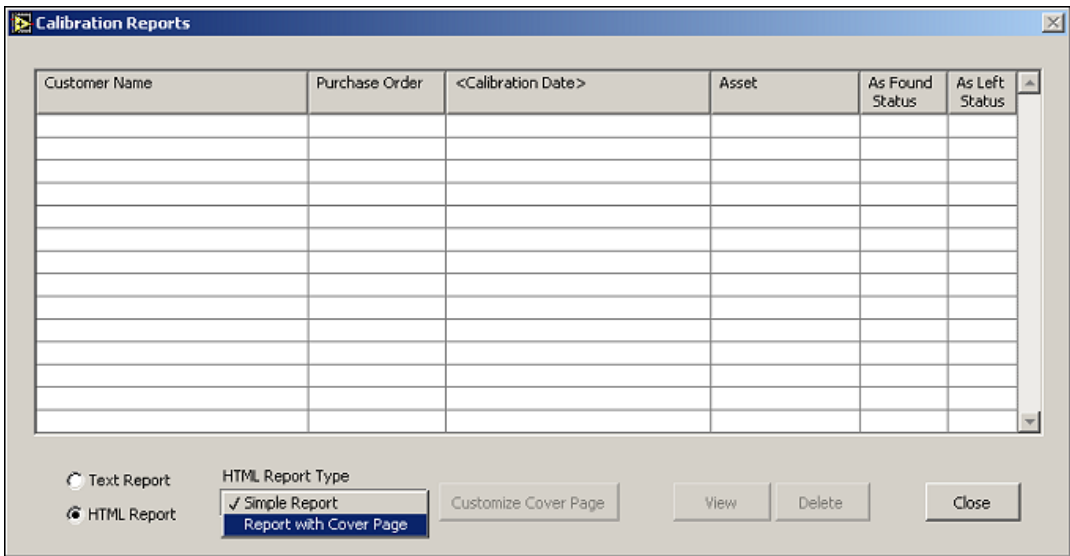 Calibration Reports
Customer Name
Purchase Order
<Calibration Date>
Asset
As Found
Status
As Left
Status
Text Report
HTML Report
HTML Report Type
✓ Simple Report
Report with Cover Page
Customize Cover Page
View
Delete
Close